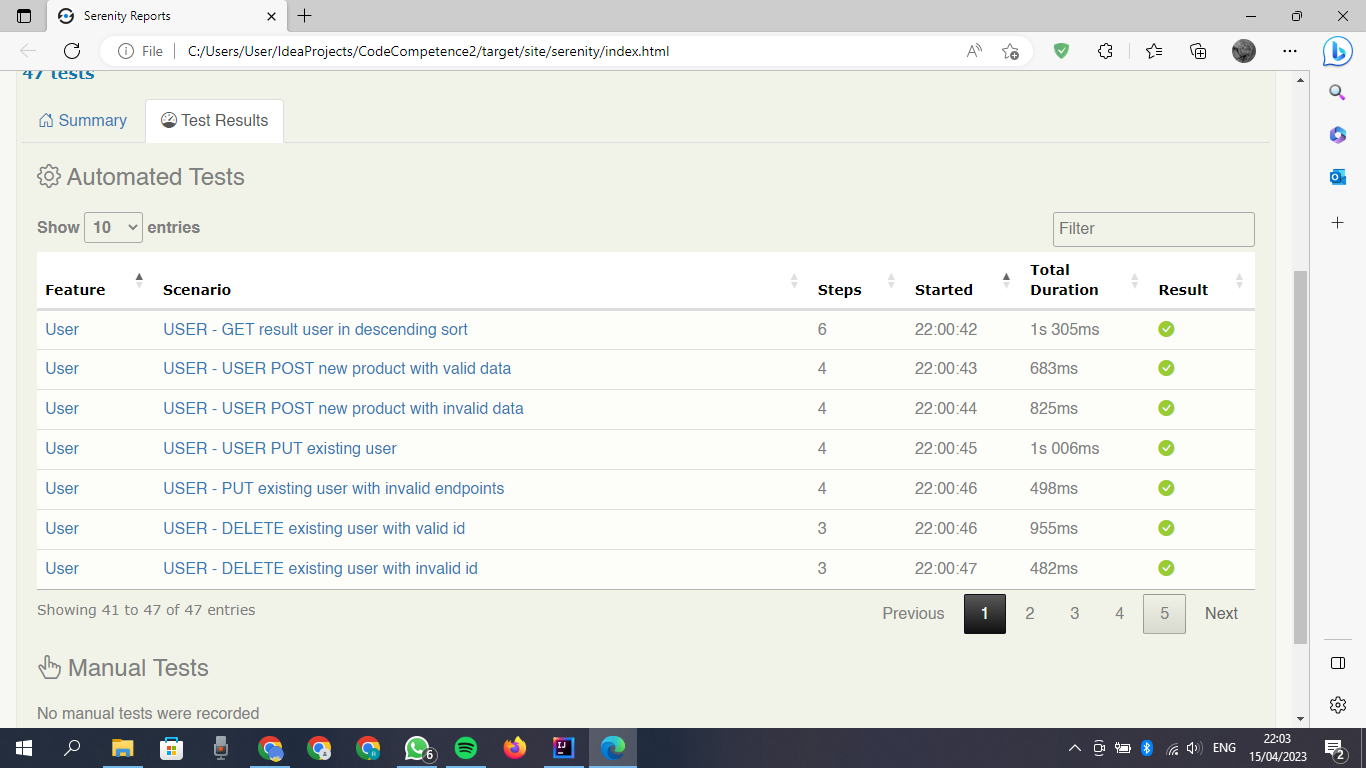 Serenity Reports
File
C:/Users/User/IdeaProjects/CodeCompetence2/target/site/serenity/index.html
47 tests
Summary
Test Results
Automated Tests
Show 10 entries
Filter
Feature Scenario Steps Started Total Duration Result
User USER - GET result user in descending sort 6 22:00:42 1s 305ms
User USER - USER POST new product with valid data 4 22:00:43 683ms
User USER - USER POST new product with invalid data 4 22:00:44 825ms
User USER - USER PUT existing user 4 22:00:45 1s 006ms
User USER - PUT existing user with invalid endpoints 4 22:00:46 498ms
User USER - DELETE existing user with valid id 3 22:00:46 955ms
User USER - DELETE existing user with invalid id 3 22:00:47 482ms
Showing 41 to 47 of 47 entries
Previous 1 2 3 4 5 Next
Manual Tests
No manual tests were recorded
6
ENG
22:03
15/04/2023
2